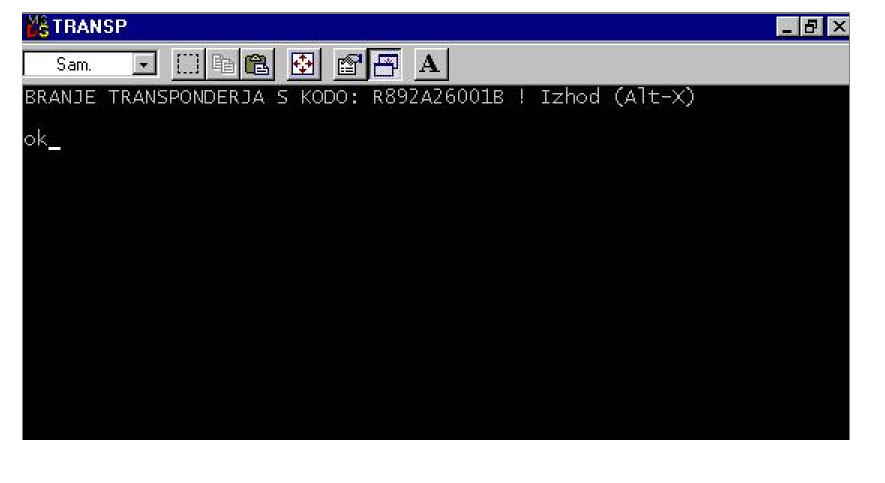 TRANSP
Sam.
A
BRANJE TRANSPONDERJA S KODO: R892A26001B ! Izhod (Alt-X)
ok_